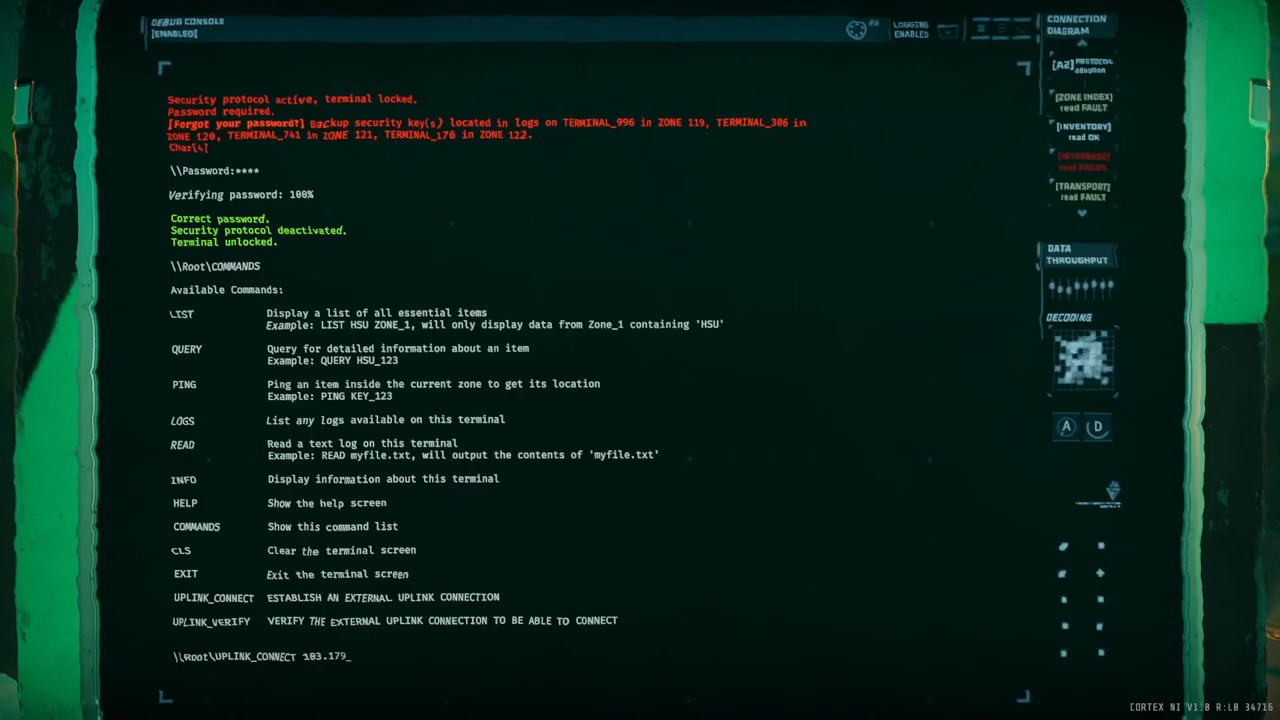 DEBUG CONSOLE
[ENABLED]
LOGGING
ENABLED
Security protocol active, terminal locked.
Password required.
[Forgot your password?] Backup security key(s) located in logs on TERMINAL_996 in ZONE 119, TERMINAL_386 in
ZONE 120, TERMINAL_741 in ZONE 121, TERMINAL_176 in ZONE 122.
Char[4]
\\Password:****
Verifying password: 100%
Correct password.
Security protocol deactivated.
Terminal unlocked.
\\Root\COMMANDS
Available Commands:
LIST Display a list of all essential items
Example: LIST HSU ZONE_1, will only display data from Zone_1 containing 'HSU'
QUERY Query for detailed information about an item
Example: QUERY HSU_123
PING Ping an item inside the current zone to get its location
Example: PING KEY_123
LOGS List any logs available on this terminal
READ Read a text log on this terminal
Example: READ myfile.txt, will output the contents of 'myfile.txt'
INFO Display information about this terminal
HELP Show the help screen
COMMANDS Show this command list
CLS Clear the terminal screen
EXIT Exit the terminal screen
UPLINK_CONNECT ESTABLISH AN EXTERNAL UPLINK CONNECTION
UPLINK_VERIFY VERIFY THE EXTERNAL UPLINK CONNECTION TO BE ABLE TO CONNECT
\\Root\UPLINK_CONNECT 103.179_
CONNECTION
DIAGRAM
[A2] PROTOCOL
adaption
[ZONE INDEX]
read FAULT
[INVENTORY]
read OK
read
[TRANSPORT]
read FAULT
DATA
THROUGHPUT
DECODING
A D
CORTEX NI V1.0 R:L0 34716